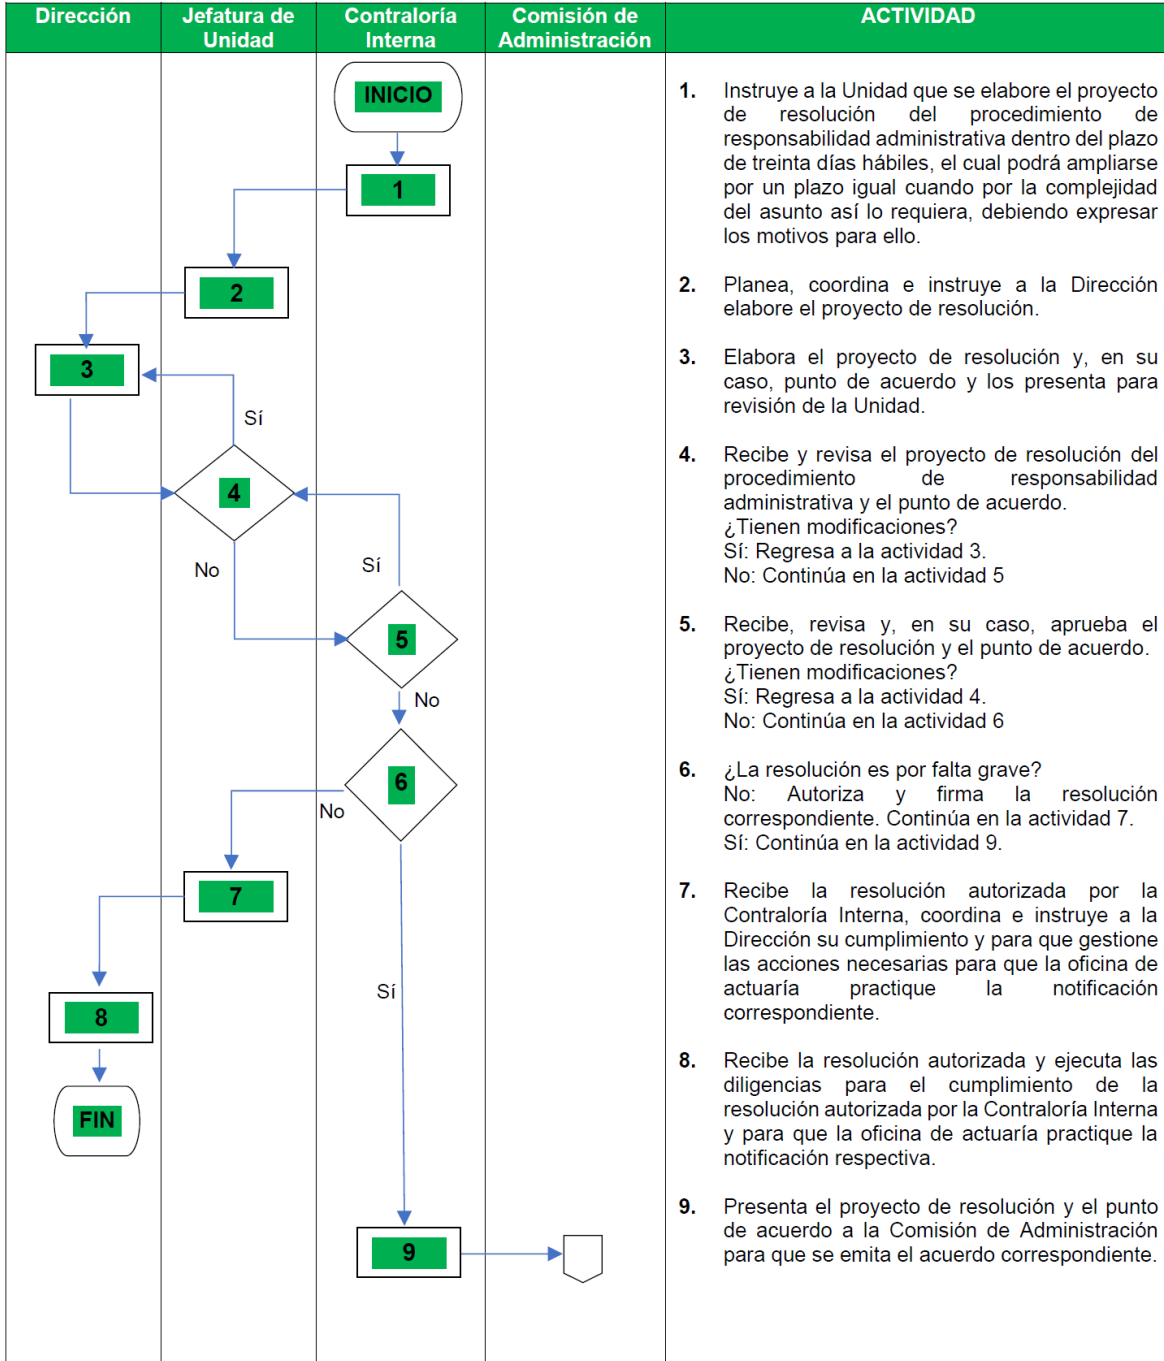 Dirección
Jefatura de
Unidad
Contraloría
Interna
Comisión de
Administración
ACTIVIDAD
INICIO
1
2
3
Sí
4
No
Sí
5
No
6
No
7
Sí
8
FIN
9
1. Instruye a la Unidad que se elabore el proyecto
de resolución del procedimiento de
responsabilidad administrativa dentro del plazo
de treinta días hábiles, el cual podrá ampliarse
por un plazo igual cuando por la complejidad
del asunto así lo requiera, debiendo expresar
los motivos para ello.
2. Planea, coordina e instruye a la Dirección
elabore el proyecto de resolución.
3. Elabora el proyecto de resolución y, en su
caso, punto de acuerdo y los presenta para
revisión de la Unidad.
4. Recibe y revisa el proyecto de resolución del
procedimiento de responsabilidad
administrativa y el punto de acuerdo.
¿Tienen modificaciones?
Sí: Regresa a la actividad 3.
No: Continúa en la actividad 5
5. Recibe, revisa y, en su caso, aprueba el
proyecto de resolución y el punto de acuerdo.
¿Tienen modificaciones?
Sí: Regresa a la actividad 4.
No: Continúa en la actividad 6
6. ¿La resolución es por falta grave?
No: Autoriza y firma la resolución
correspondiente. Continúa en la actividad 7.
Sí: Continúa en la actividad 9.
7. Recibe la resolución autorizada por la
Contraloría Interna, coordina e instruye a la
Dirección su cumplimiento y para que gestione
las acciones necesarias para que la oficina de
actuaría practique la notificación
correspondiente.
8. Recibe la resolución autorizada y ejecuta las
diligencias para el cumplimiento de la
resolución autorizada por la Contraloría Interna
y para que la oficina de actuaría practique la
notificación respectiva.
9. Presenta el proyecto de resolución y el punto
de acuerdo a la Comisión de Administración
para que se emita el acuerdo correspondiente.